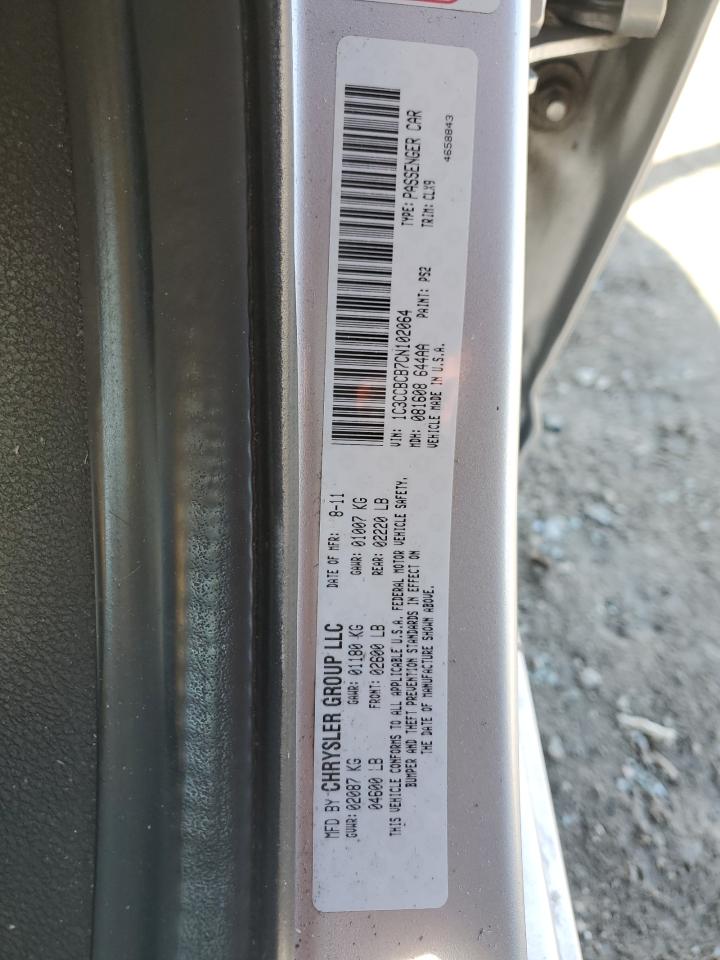 MFD BY CHRYSLER GROUP LLC
DATE OF MFR: 8-11
GVWR: 02087 KG GAWR: 01180 KG GAWR: 01007 KG
04600 LB FRONT: 02600 LB REAR: 02220 LB
THIS VEHICLE CONFORMS TO ALL APPLICABLE U.S.A. FEDERAL MOTOR VEHICLE SAFETY,
BUMPER AND THEFT PREVENTION STANDARDS IN EFFECT ON
THE DATE OF MANUFACTURE SHOWN ABOVE.
VIN: 1C3CCBCB7CN102064 TYPE: PASSENGER CAR
MDH: 081608 644AA PAINT: PS2 TRIM: CLX9
VEHICLE MADE IN U.S.A.
4658843